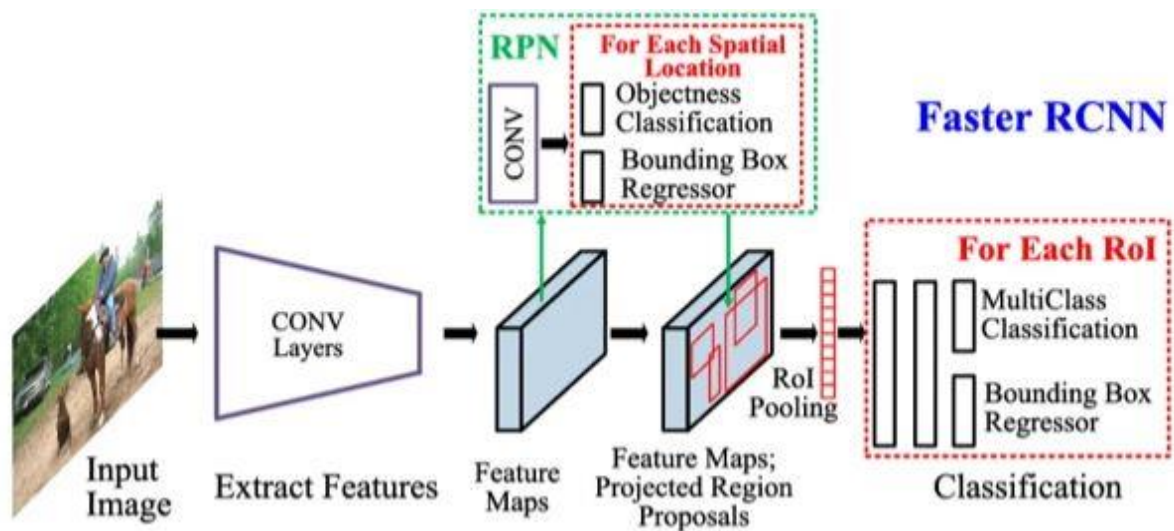 RPN
For Each Spatial
Location
CONV
Objectness
Classification
Bounding Box
Regressor
Faster RCNN
CONV
Layers
For Each RoI
MultiClass
Classification
Bounding Box
Regressor
RoI
Pooling
Input
Image
Extract Features
Feature
Maps
Feature Maps;
Projected Region
Proposals
Classification